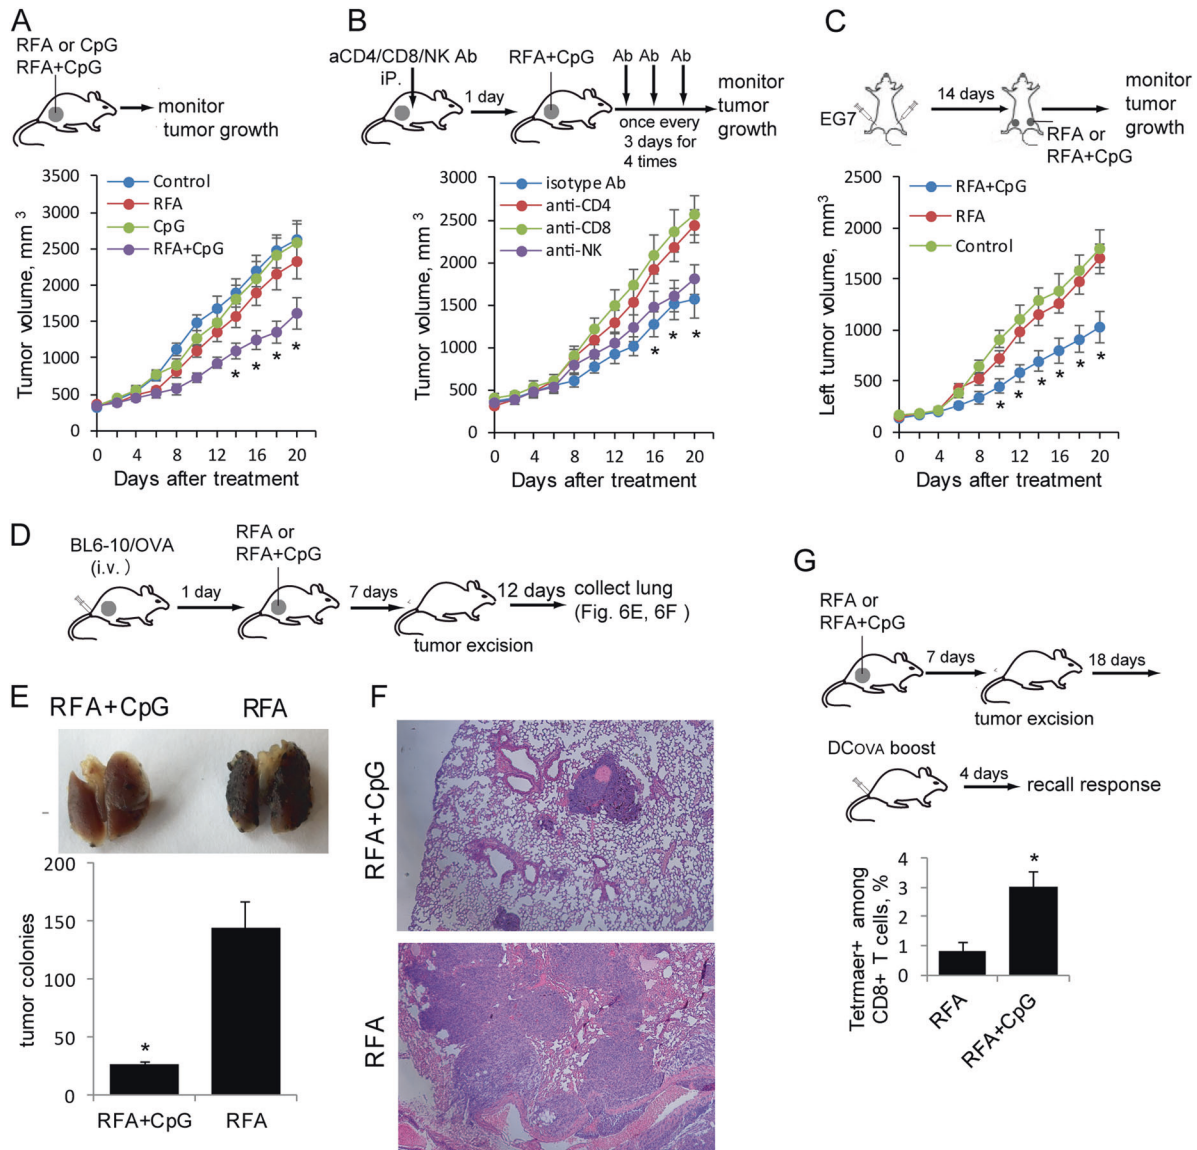 A
RFA or CpG
RFA+CpG
monitor
tumor growth
Tumor volume, mm 3
3500
3000
2500
2000
1500
1000
500
0
Control
RFA
CpG
RFA+CpG
* * * *
0 4 8 12 16 20
Days after treatment
B
aCD4/CD8/NK Ab
iP.
1 day
RFA+CpG
Ab Ab Ab
once every
3 days for
4 times
monitor
tumor
growth
Tumor volume, mm 3
3000
2500
2000
1500
1000
500
0
isotype Ab
anti-CD4
anti-CD8
anti-NK
* * *
0 4 8 12 16 20
Days after treatment
C
EG7
14 days
RFA or
RFA+CpG
monitor
tumor
growth
Left tumor volume, mm3
2500
2000
1500
1000
500
0
RFA+CpG
RFA
Control
* * * * * *
0 4 8 12 16 20
Days after treatment
D
BL6-10/OVA
(i.v. )
1 day
RFA or
RFA+CpG
7 days
tumor excision
12 days
collect lung
(Fig. 6E, 6F )
E
RFA+CpG RFA
tumor colonies
200
150
100
50
0
*
RFA+CpG RFA
F
RFA+CpG
RFA
G
RFA or
RFA+CpG
7 days
tumor excision
18 days
DCOVA boost
4 days
recall response
Tetrmaer+ among
CD8+ T cells, %
4
3
2
1
0
*
RFA
RFA+CpG